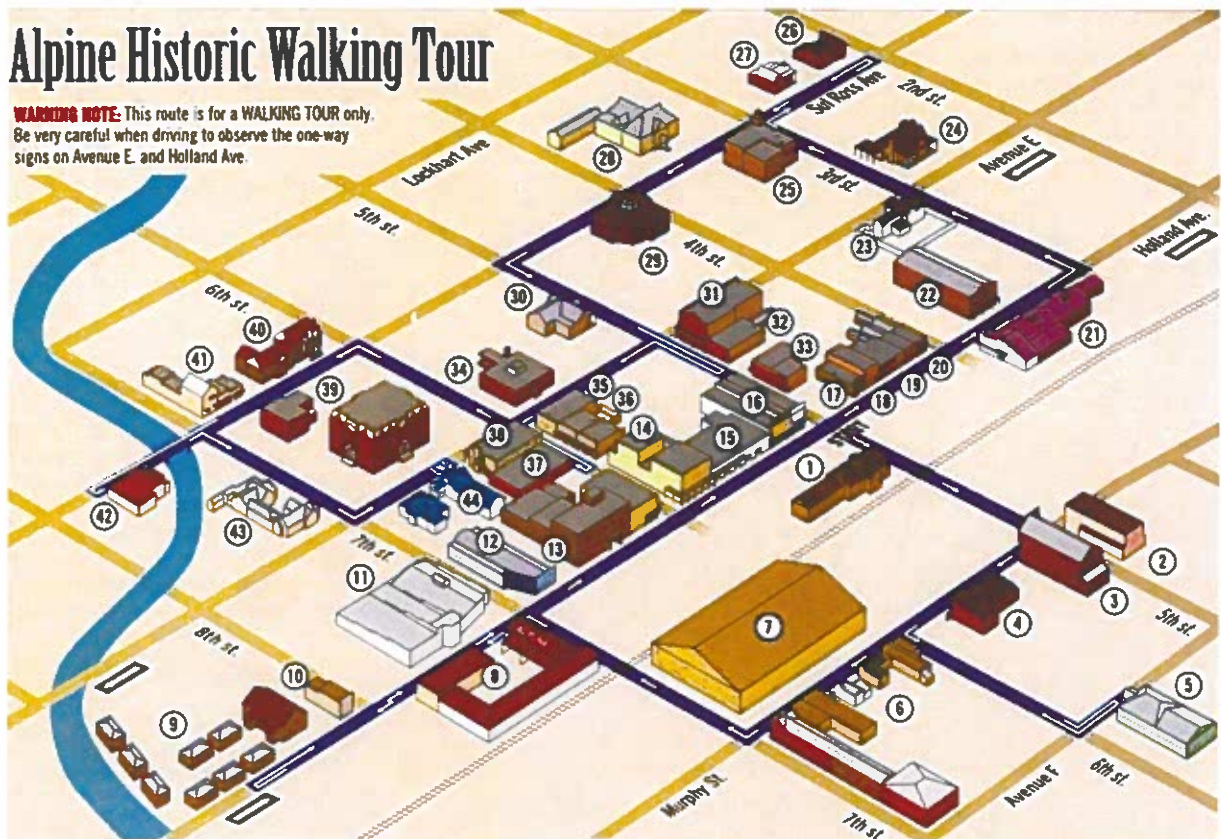 Alpine Historic Walking Tour
WARNING NOTE: This route is for a WALKING TOUR only.
Be very careful when driving to observe the one-way
signs on Avenue E. and Holland Ave.
26
27
Sul Ross Ave
2nd st.
28
Lockhart Ave
24
Avenue E
25
3rd st.
5th st.
29
4th st.
23
Holland Ave.
6th st.
30
31
22
40
32
21
41
34
33
39
35
36
16
17
18
19
20
38
14
15
START
1
37
42
43
44
7th st.
12
13
2
11
3
7
4
5th st.
8th st.
10
8
6
5
9
Murphy St.
Avenue F
6th st.
7th st.